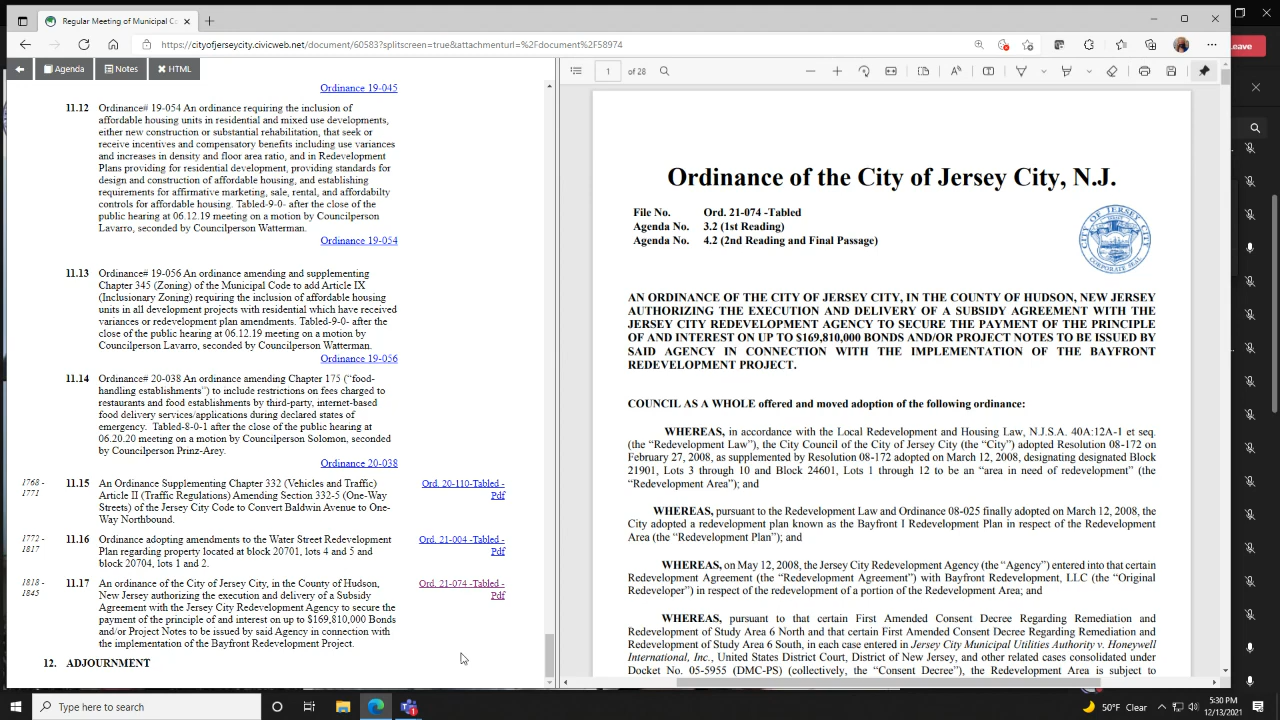 Regular Meeting of Municipal Co
https://cityofjerseycity.civicweb.net/document/60583?splitscreen=true&attachmenturl=%2Fdocument%2F58974
Leave
Agenda
Notes
HTML
1 of 28
Ordinance 19-045
11.12 Ordinance# 19-054 An ordinance requiring the inclusion of
affordable housing units in residential and mixed use developments,
either new construction or substantial rehabilitation, that seek or
receive incentives and compensatory benefits including use variances
and increases in density and floor area ratio, and in Redevelopment
Plans providing for residential development, providing standards for
design and construction of affordable housing, and establishing
requirements for affirmative marketing, sale, rental, and affordabilty
controls for affordable housing. Tabled-9-0- after the close of the
public hearing at 06.12.19 meeting on a motion by Councilperson
Lavarro, seconded by Councilperson Watterman.
Ordinance 19-054
11.13 Ordinance# 19-056 An ordinance amending and supplementing
Chapter 345 (Zoning) of the Municipal Code to add Article IX
(Inclusionary Zoning) requiring the inclusion of affordable housing
units in all development projects with residential which have received
variances or redevelopment plan amendments. Tabled-9-0- after the
close of the public hearing at 06.12.19 meeting on a motion by
Councilperson Lavarro, seconded by Councilperson Watterman.
Ordinance 19-056
11.14 Ordinance# 20-038 An ordinance amending Chapter 175 (“food-
handling establishments”) to include restrictions on fees charged to
restaurants and food establishments by third-party, internet-based
food delivery services/applications during declared states of
emergency. Tabled-8-0-1 after the close of the public hearing at
06.20.20 meeting on a motion by Councilperson Solomon, seconded
by Councilperson Prinz-Arey.
Ordinance 20-038
1768 -
1771
11.15 An Ordinance Supplementing Chapter 332 (Vehicles and Traffic)
Article II (Traffic Regulations) Amending Section 332-5 (One-Way
Streets) of the Jersey City Code to Convert Baldwin Avenue to One-
Way Northbound.
Ord. 20-110-Tabled -
Pdf
1772 -
1817
11.16 Ordinance adopting amendments to the Water Street Redevelopment
Plan regarding property located at block 20701, lots 4 and 5 and
block 20704, lots 1 and 2.
Ord. 21-004 -Tabled -
Pdf
1818 -
1845
11.17 An ordinance of the City of Jersey City, in the County of Hudson,
New Jersey authorizing the execution and delivery of a Subsidy
Agreement with the Jersey City Redevelopment Agency to secure the
payment of the principle of and interest on up to $169,810,000 Bonds
and/or Project Notes to be issued by said Agency in connection with
the implementation of the Bayfront Redevelopment Project.
Ord. 21-074 -Tabled -
Pdf
12. ADJOURNMENT
Ordinance of the City of Jersey City, N.J.
File No. Ord. 21-074 -Tabled
Agenda No. 3.2 (1st Reading)
Agenda No. 4.2 (2nd Reading and Final Passage)
CITY OF JERSEY CITY
CORPORATE SEAL
AN ORDINANCE OF THE CITY OF JERSEY CITY, IN THE COUNTY OF HUDSON, NEW JERSEY
AUTHORIZING THE EXECUTION AND DELIVERY OF A SUBSIDY AGREEMENT WITH THE
JERSEY CITY REDEVELOPMENT AGENCY TO SECURE THE PAYMENT OF THE PRINCIPLE
OF AND INTEREST ON UP TO $169,810,000 BONDS AND/OR PROJECT NOTES TO BE ISSUED BY
SAID AGENCY IN CONNECTION WITH THE IMPLEMENTATION OF THE BAYFRONT
REDEVELOPMENT PROJECT.
COUNCIL AS A WHOLE offered and moved adoption of the following ordinance:
WHEREAS, in accordance with the Local Redevelopment and Housing Law, N.J.S.A. 40A:12A-1 et seq.
(the “Redevelopment Law”), the City Council of the City of Jersey City (the “City”) adopted Resolution 08-172 on
February 27, 2008, as supplemented by Resolution 08-172 adopted on March 12, 2008, designating designated Block
21901, Lots 3 through 10 and Block 24601, Lots 1 through 12 to be an “area in need of redevelopment” (the
“Redevelopment Area”); and
WHEREAS, pursuant to the Redevelopment Law and Ordinance 08-025 finally adopted on March 12, 2008, the
City adopted a redevelopment plan known as the Bayfront I Redevelopment Plan in respect of the Redevelopment
Area (the “Redevelopment Plan”); and
WHEREAS, on May 12, 2008, the Jersey City Redevelopment Agency (the “Agency”) entered into that certain
Redevelopment Agreement (the “Redevelopment Agreement”) with Bayfront Redevelopment, LLC (the “Original
Redeveloper”) in respect of the redevelopment of a portion of the Redevelopment Area; and
WHEREAS, pursuant to that certain First Amended Consent Decree Regarding Remediation and
Redevelopment of Study Area 6 North and that certain First Amended Consent Decree Regarding Remediation and
Redevelopment of Study Area 6 South, in each case entered in Jersey City Municipal Utilities Authority v. Honeywell
International, Inc., United States District Court, District of New Jersey, and other related cases consolidated under
Docket No. 05-5955 (DMC-PS) (collectively, the “Consent Decree”), the Redevelopment Area is subject to
Type here to search
50°F Clear
5:30 PM
12/13/2021